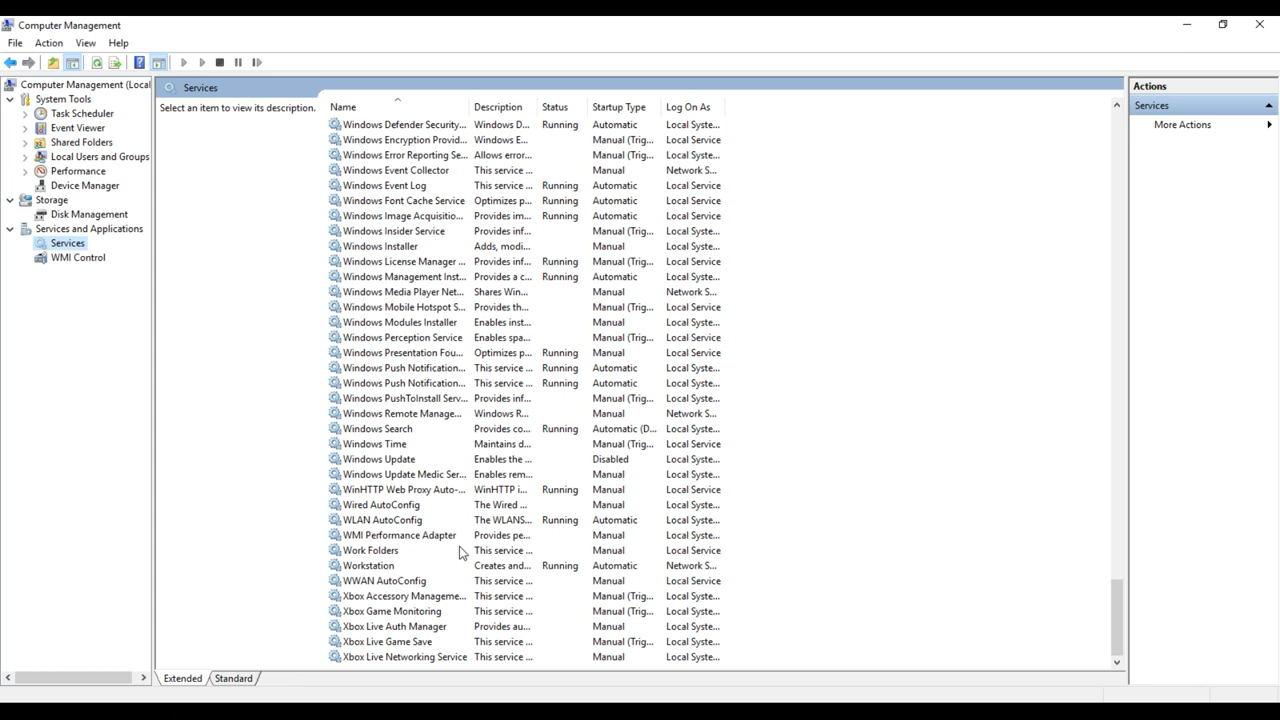 Computer Management
File Action View Help
Computer Management (Local
System Tools
Task Scheduler
Event Viewer
Shared Folders
Local Users and Groups
Performance
Device Manager
Storage
Disk Management
Services and Applications
Services
WMI Control
Services
Select an item to view its description.
Name Description Status Startup Type Log On As
Windows Defender Security... Windows D... Running Automatic Local Syste...
Windows Encryption Provid... Windows E... Manual (Trig... Local Service
Windows Error Reporting Se... Allows error... Manual (Trig... Local Syste...
Windows Event Collector This service ... Manual Network S...
Windows Event Log This service ... Running Automatic Local Service
Windows Font Cache Service Optimizes p... Running Automatic Local Service
Windows Image Acquisitio... Provides im... Running Automatic Local Service
Windows Insider Service Provides inf... Manual (Trig... Local Syste...
Windows Installer Adds, modi... Manual Local Syste...
Windows License Manager ... Provides inf... Running Manual (Trig... Local Service
Windows Management Inst... Provides a c... Running Automatic Local Syste...
Windows Media Player Net... Shares Win... Manual Network S...
Windows Mobile Hotspot S... Provides th... Manual (Trig... Local Service
Windows Modules Installer Enables inst... Manual Local Syste...
Windows Perception Service Enables spa... Manual (Trig... Local Service
Windows Presentation Fou... Optimizes p... Running Manual Local Service
Windows Push Notification... This service ... Running Automatic Local Syste...
Windows Push Notification... This service ... Running Automatic Local Syste...
Windows PushToInstall Serv... Provides inf... Manual (Trig... Local Syste...
Windows Remote Manage... Windows R... Manual Network S...
Windows Search Provides co... Running Automatic (D... Local Syste...
Windows Time Maintains d... Manual (Trig... Local Service
Windows Update Enables the ... Disabled Local Syste...
Windows Update Medic Ser... Enables rem... Manual Local Syste...
WinHTTP Web Proxy Auto-... WinHTTP i... Running Manual Local Service
Wired AutoConfig The Wired ... Manual Local Syste...
WLAN AutoConfig The WLANS... Running Automatic Local Syste...
WMI Performance Adapter Provides pe... Manual Local Syste...
Work Folders This service ... Manual Local Service
Workstation Creates and... Running Automatic Network S...
WWAN AutoConfig This service ... Manual Local Syste...
Xbox Accessory Manageme... This service ... Manual (Trig... Local Syste...
Xbox Game Monitoring This service ... Manual (Trig... Local Syste...
Xbox Live Auth Manager Provides au... Manual Local Syste...
Xbox Live Game Save This service ... Manual (Trig... Local Syste...
Xbox Live Networking Service This service ... Manual Local Syste...
Extended Standard
Actions
Services
More Actions